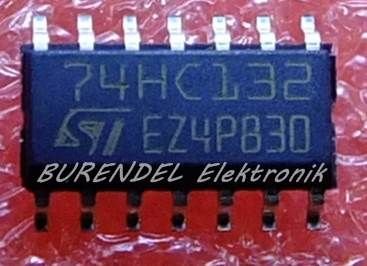 74HC132
ST EZ4PB30
BURENDEL Elektronik